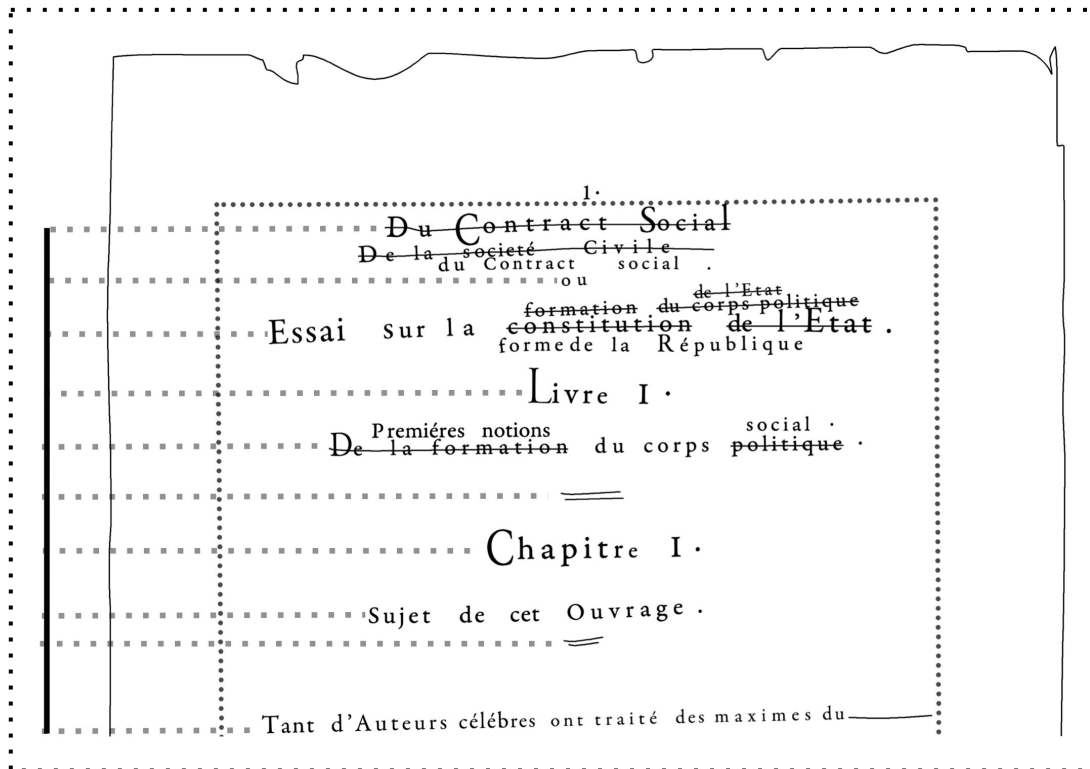 1.
Du Contract Social
De la societé Civile
du Contract social .
ou
de l'Etat
formation du corps politique
Essai sur la constitution de l'Etat .
forme de la République
Livre I .
Premiéres notions social .
De la formation du corps politique .
Chapitre I .
Sujet de cet Ouvrage .
Tant d'Auteurs célébres ont traité des maximes du